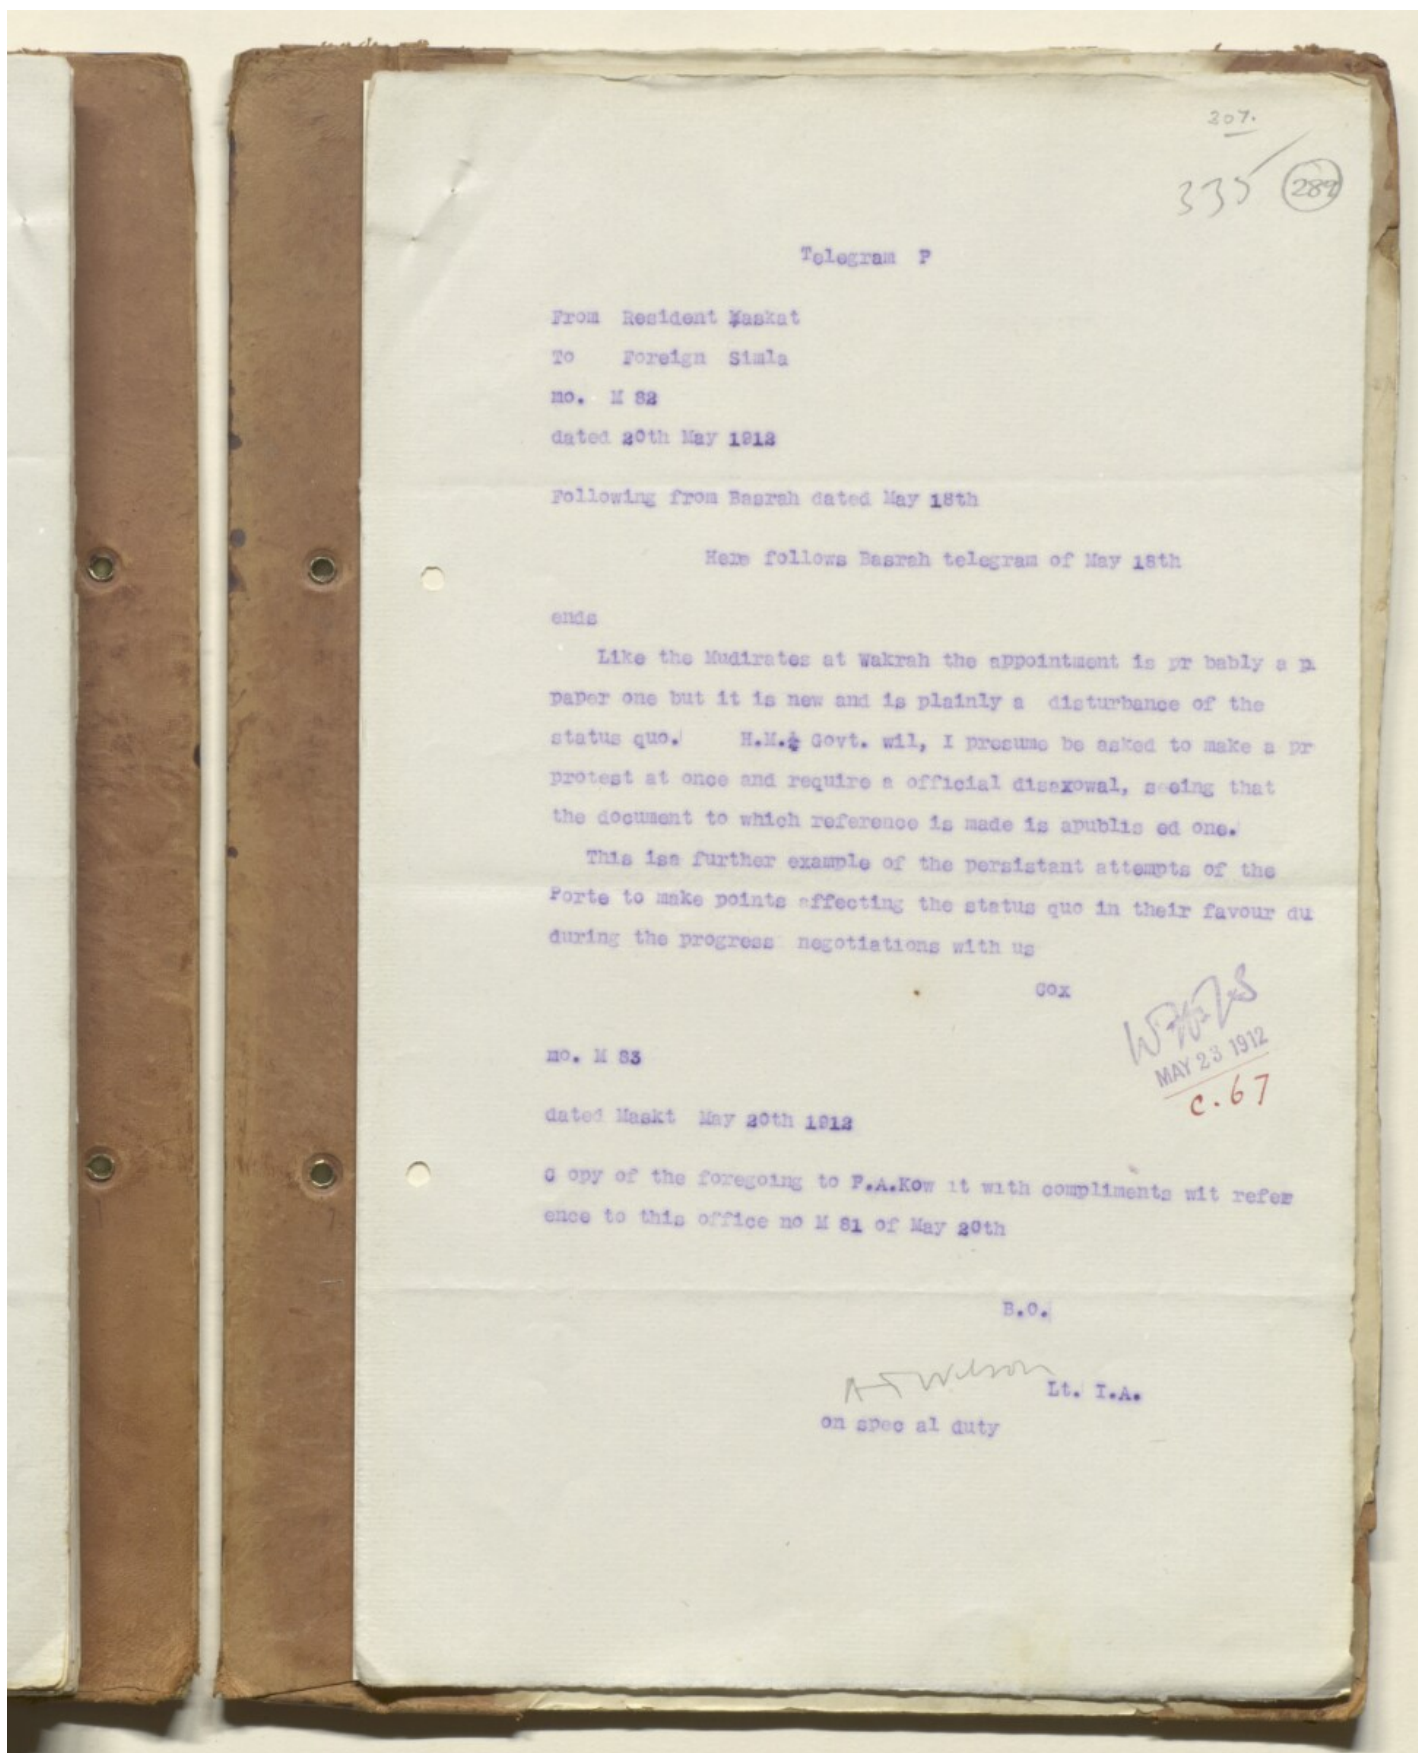 307.
335
289
Telegram P
From Resident Maskat
To Foreign Simla
no. M 82
dated 20th May 1912
Following from Basrah dated May 18th
Here follows Basrah telegram of May 18th
ends
Like the Mudirates at Wakrah the appointment is pr bably a p
paper one but it is new and is plainly a disturbance of the
status quo. H.M.& Govt. wil, I presume be asked to make a pr
protest at once and require a official disaxowal, seeing that
the document to which reference is made is apublis ed one.
This isa further example of the persistant attempts of the
Porte to make points affecting the status quo in their favour du
during the progress negotiations with us
Cox
no. M 83
MAY 23 1912
C. 67
dated Maskt May 20th 1912
C opy of the foregoing to P.A.Kow it with compliments wit refer
ence to this office no M 81 of May 20th
B.O.
A T Wilson
Lt. I.A.
on spec al duty